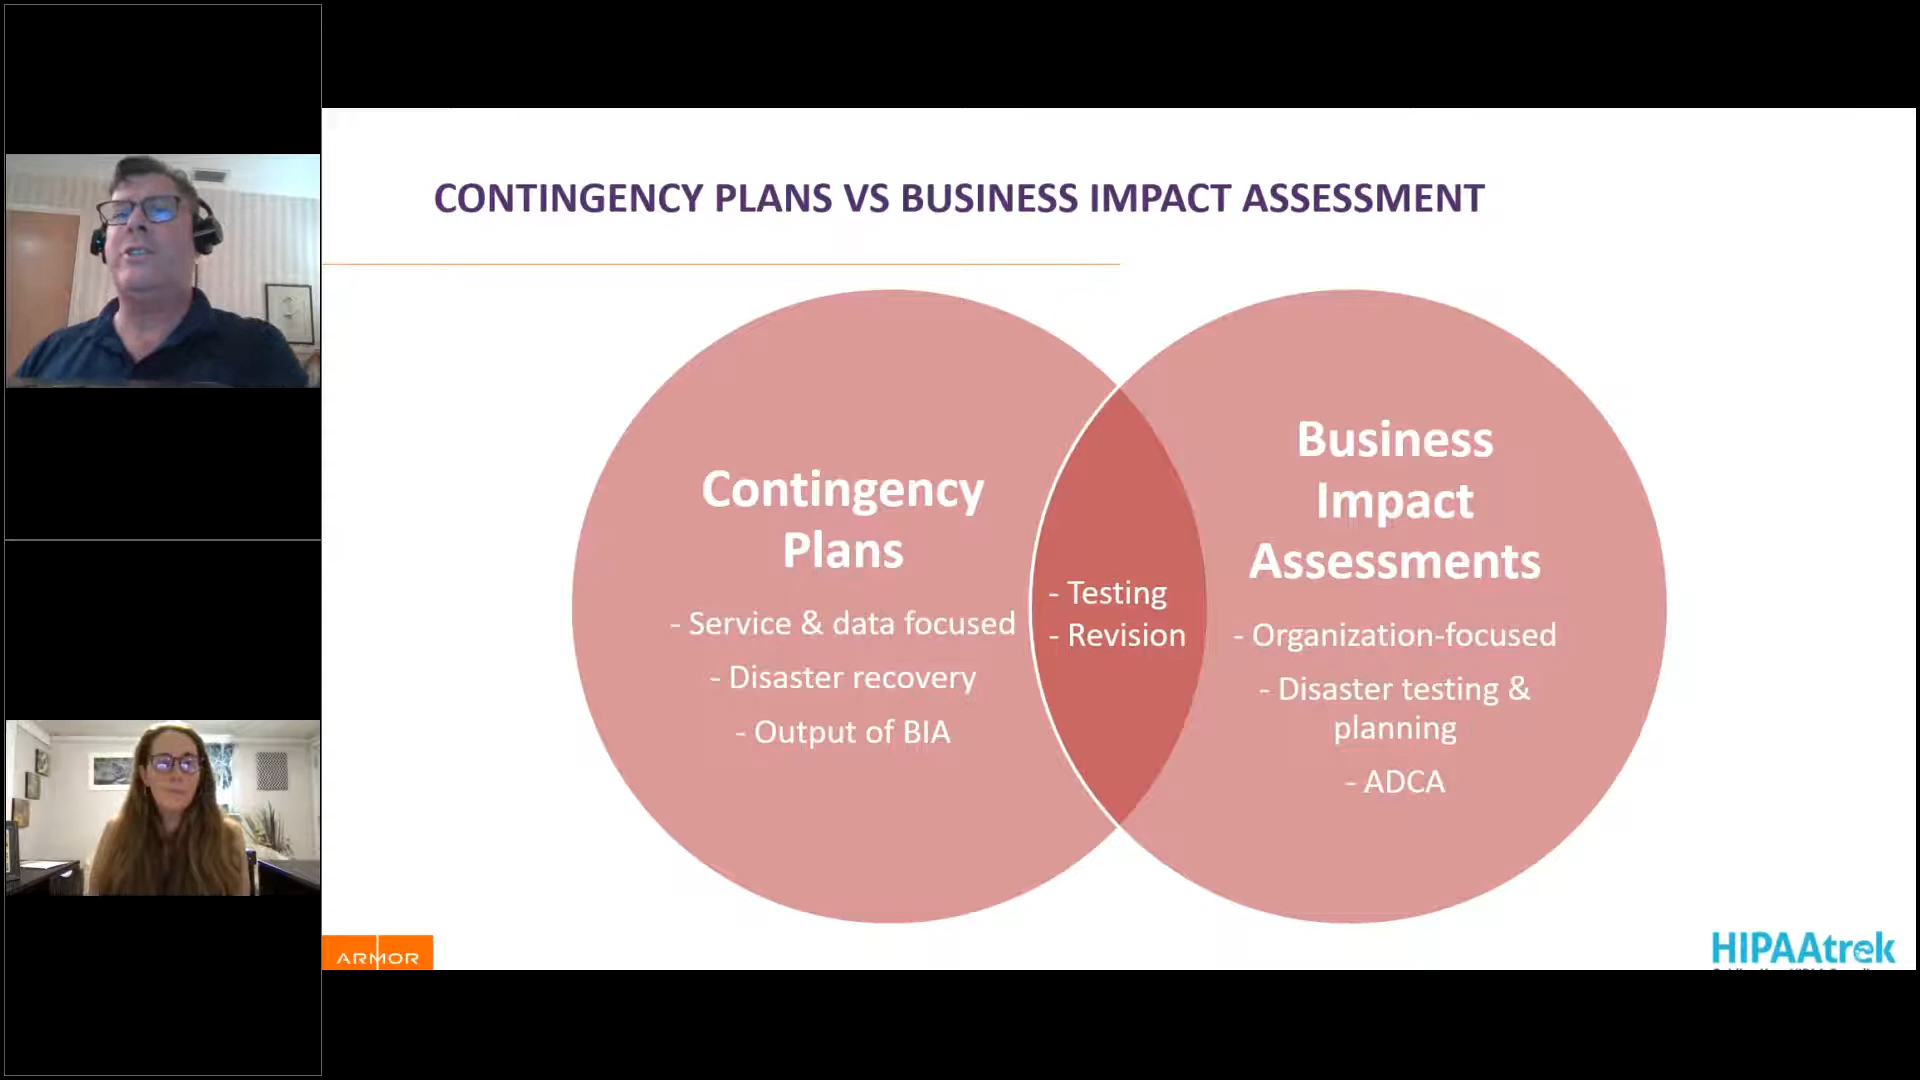 CONTINGENCY PLANS VS BUSINESS IMPACT ASSESSMENT
Contingency
Plans
- Service & data focused
- Disaster recovery
- Output of BIA
- Testing
- Revision
Business
Impact
Assessments
- Organization-focused
- Disaster testing &
planning
- ADCA
ARMOR
HIPAAtrek